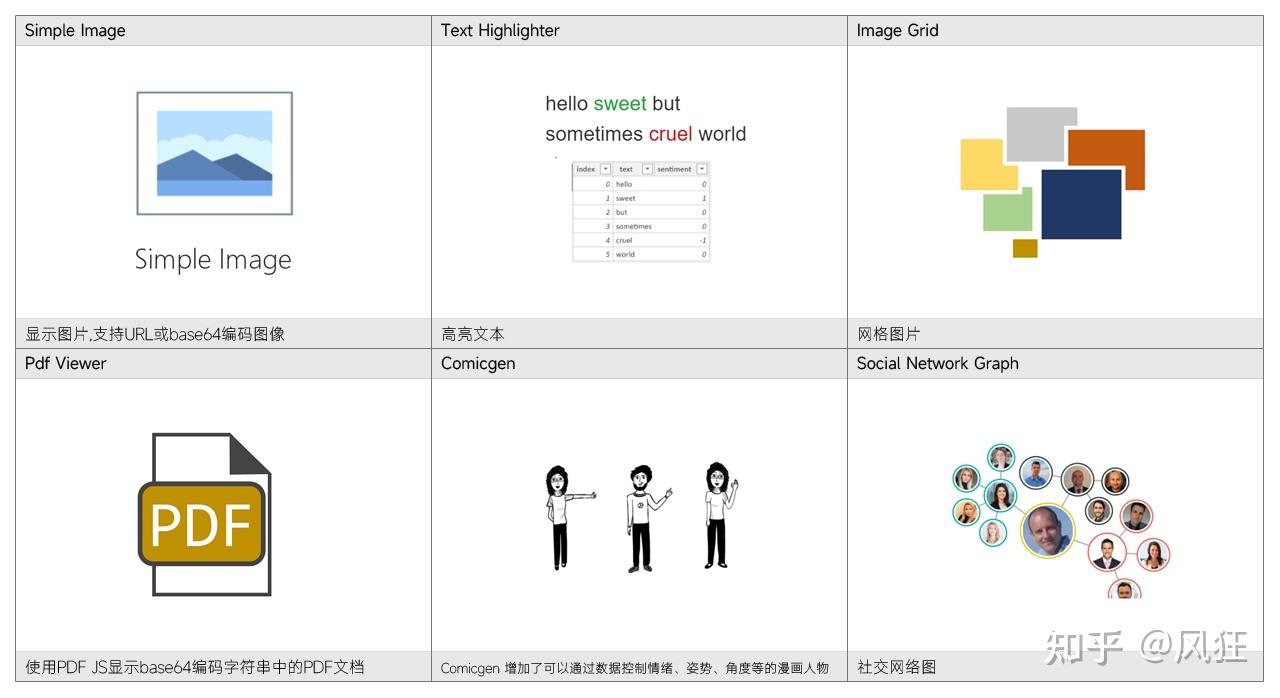 Simple Image
Text Highlighter
Image Grid
Simple Image
hello sweet but
sometimes cruel world
index text sentiment
0 hello 0
1 sweet 1
2 but 0
3 sometimes 0
4 cruel -1
5 world 0
显示图片,支持URL或base64编码图像
高亮文本
网格图片
Pdf Viewer
Comicgen
Social Network Graph
PDF
使用PDF JS显示base64编码字符串中的PDF文档
Comicgen 增加了可以通过数据控制情绪、姿势、角度等的漫画人物
社交网络图
知乎 @风狂